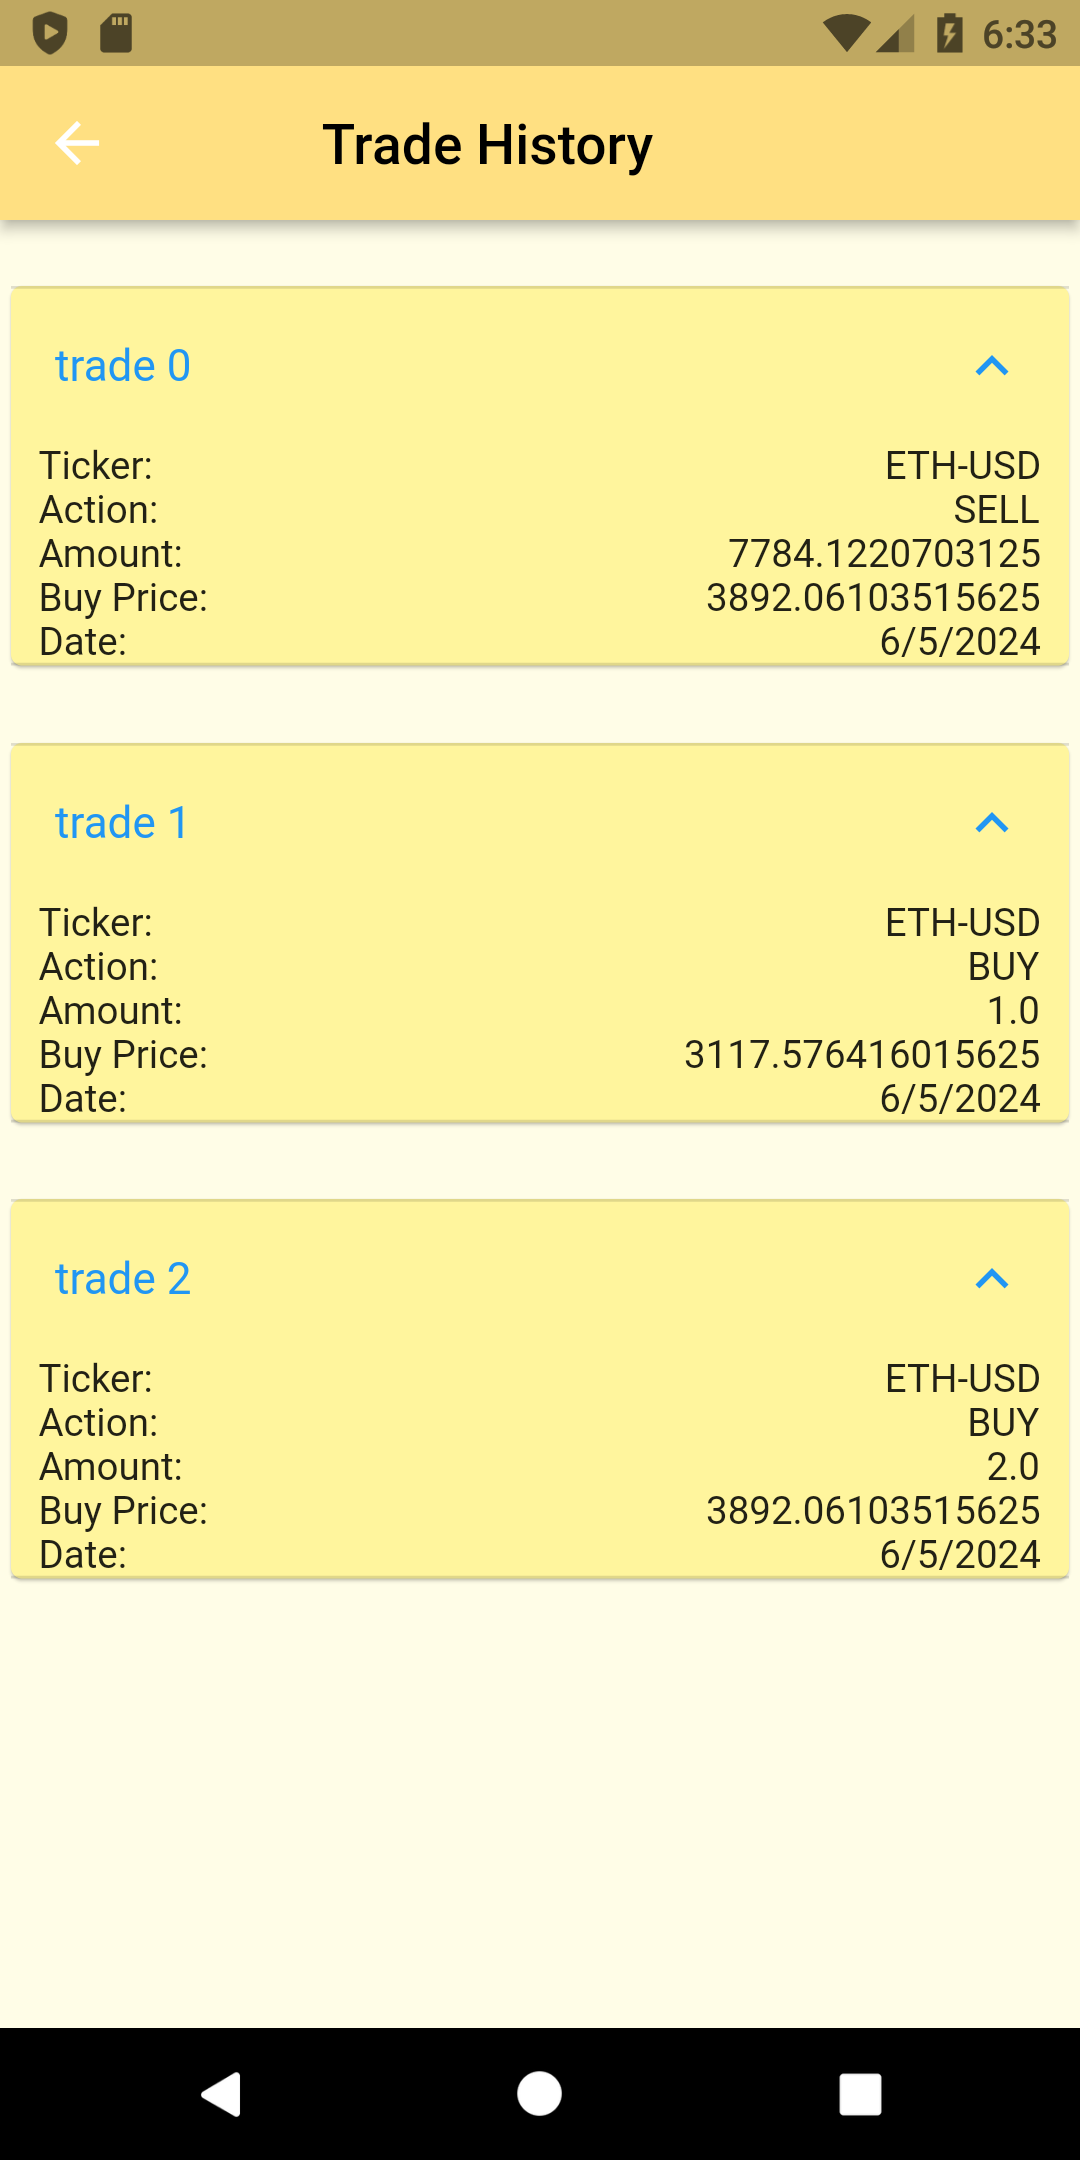 6:33
Trade History
trade 0
Ticker: ETH-USD
Action: SELL
Amount: 7784.1220703125
Buy Price: 3892.06103515625
Date: 6/5/2024
trade 1
Ticker: ETH-USD
Action: BUY
Amount: 1.0
Buy Price: 3117.576416015625
Date: 6/5/2024
trade 2
Ticker: ETH-USD
Action: BUY
Amount: 2.0
Buy Price: 3892.06103515625
Date: 6/5/2024